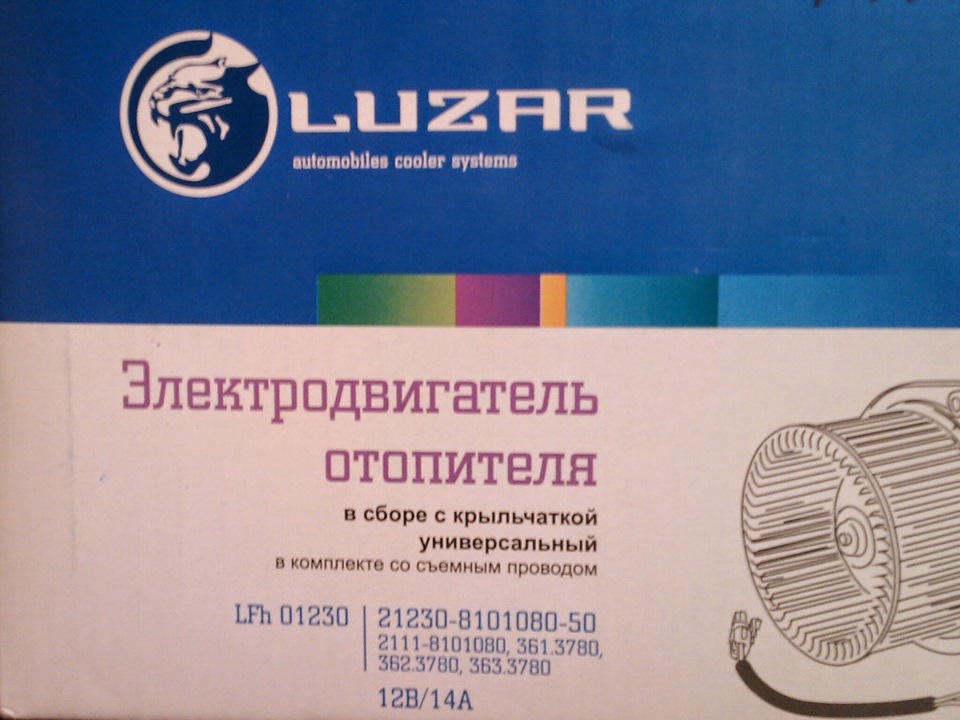 LUZAR
automobiles cooler systems
Электродвигатель
отопителя
в сборе с крыльчаткой
универсальный
в комплекте со съемным проводом
LFh 01230 21230-8101080-50
2111-8101080, 361.3780,
362.3780, 363.3780
12В/14А